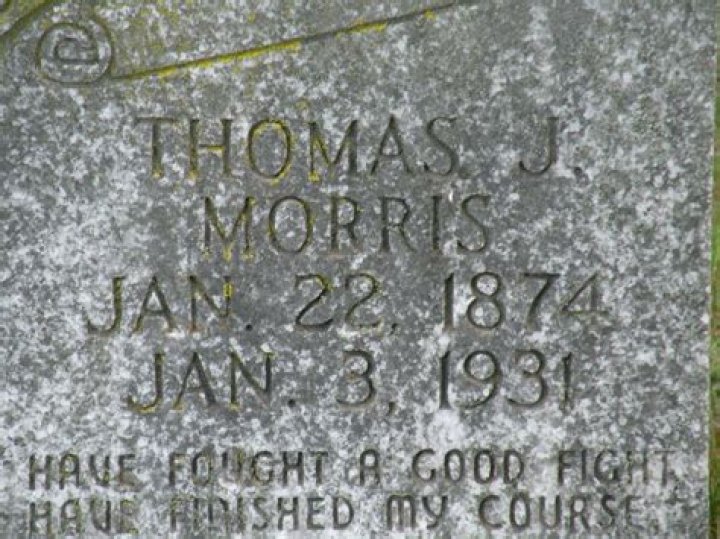 THOMAS J.
MORRIS
JAN. 22, 1874
JAN. 3, 1931
HAVE FOUGHT A GOOD FIGHT,
HAVE FINISHED MY COURSE,